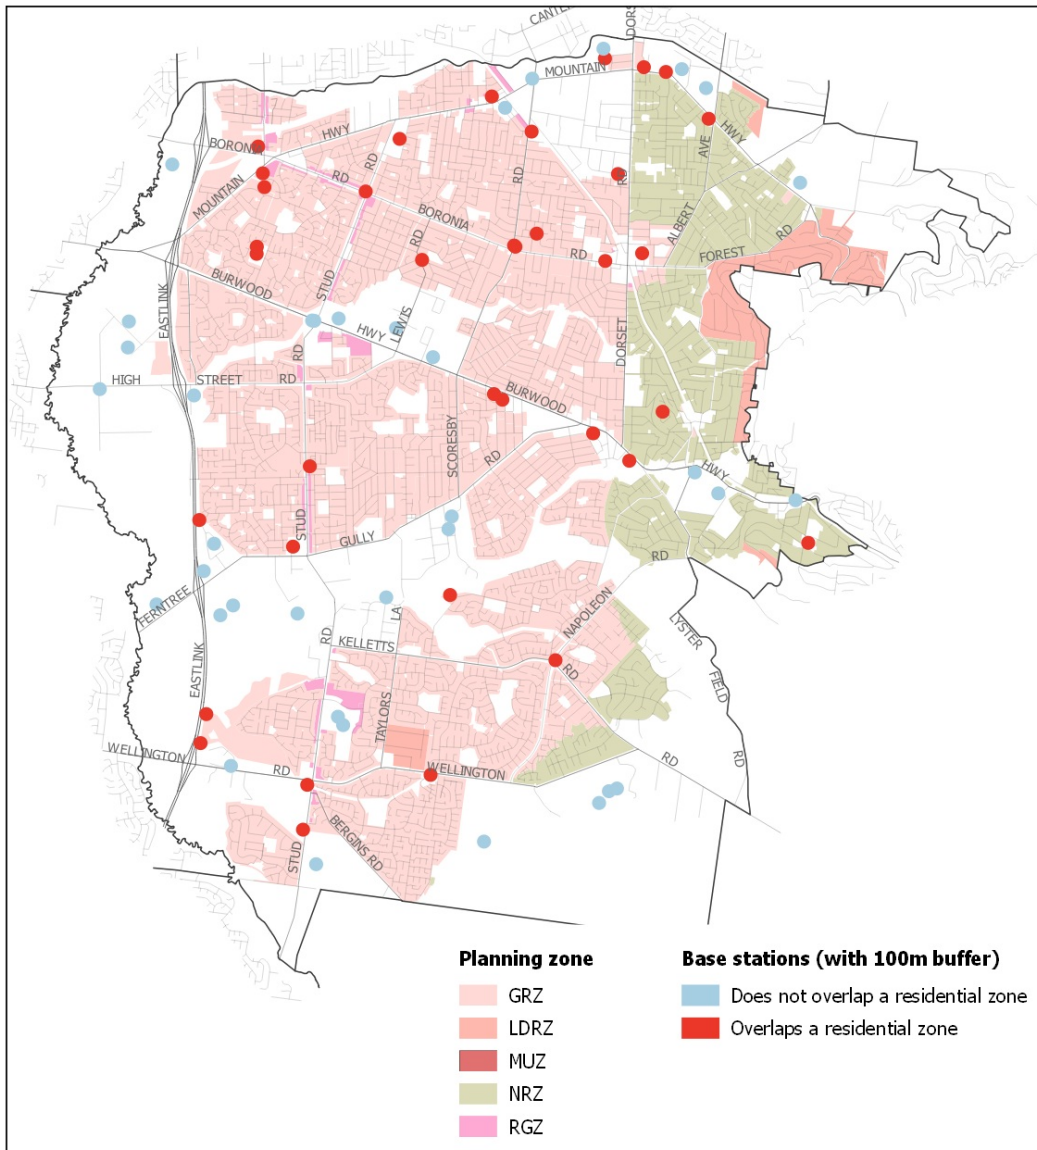 CANTE
DORS
MOUNTAIN
HWY
BORONIA
HWY
RD
AVE
RD
RD
MOUNTAIN
RD
BORONIA
ALBERT
RD
RD
RD
FOREST
BURWOOD
STUD
EASTLINK
LEWIS
HWY
DORSET
RD
HIGH
STREET
RD
BURWOOD
SCORESBY
RD
HWY
STUD
GULLY
RD
FERNTREE
LA
NAPOLEON
LYSTER
RD
KELLETTS
RD
EASTLINK
FIELD
TAYLORS
WELLINGTON
RD
WELLINGTON
RD
RD
BERGINS RD
STUD
Planning zone
GRZ
LDRZ
MUZ
NRZ
RGZ
Base stations (with 100m buffer)
Does not overlap a residential zone
Overlaps a residential zone